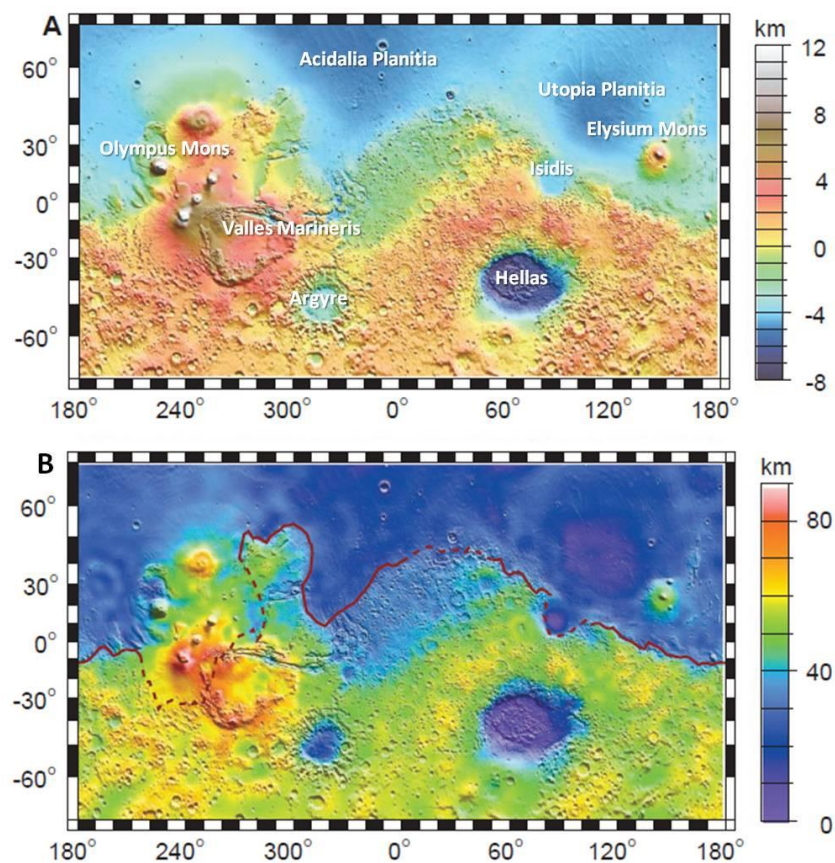 A
km
12
8
4
0
-4
-8
60°
30°
0°
-30°
-60°
180°
240°
300°
0°
60°
120°
180°
Acidalia Planitia
Utopia Planitia
Elysium Mons
Olympus Mons
Isidis
Valles Marineris
Hellas
Argyre
B
km
80
40
0
60°
30°
0°
-30°
-60°
180°
240°
300°
0°
60°
120°
180°